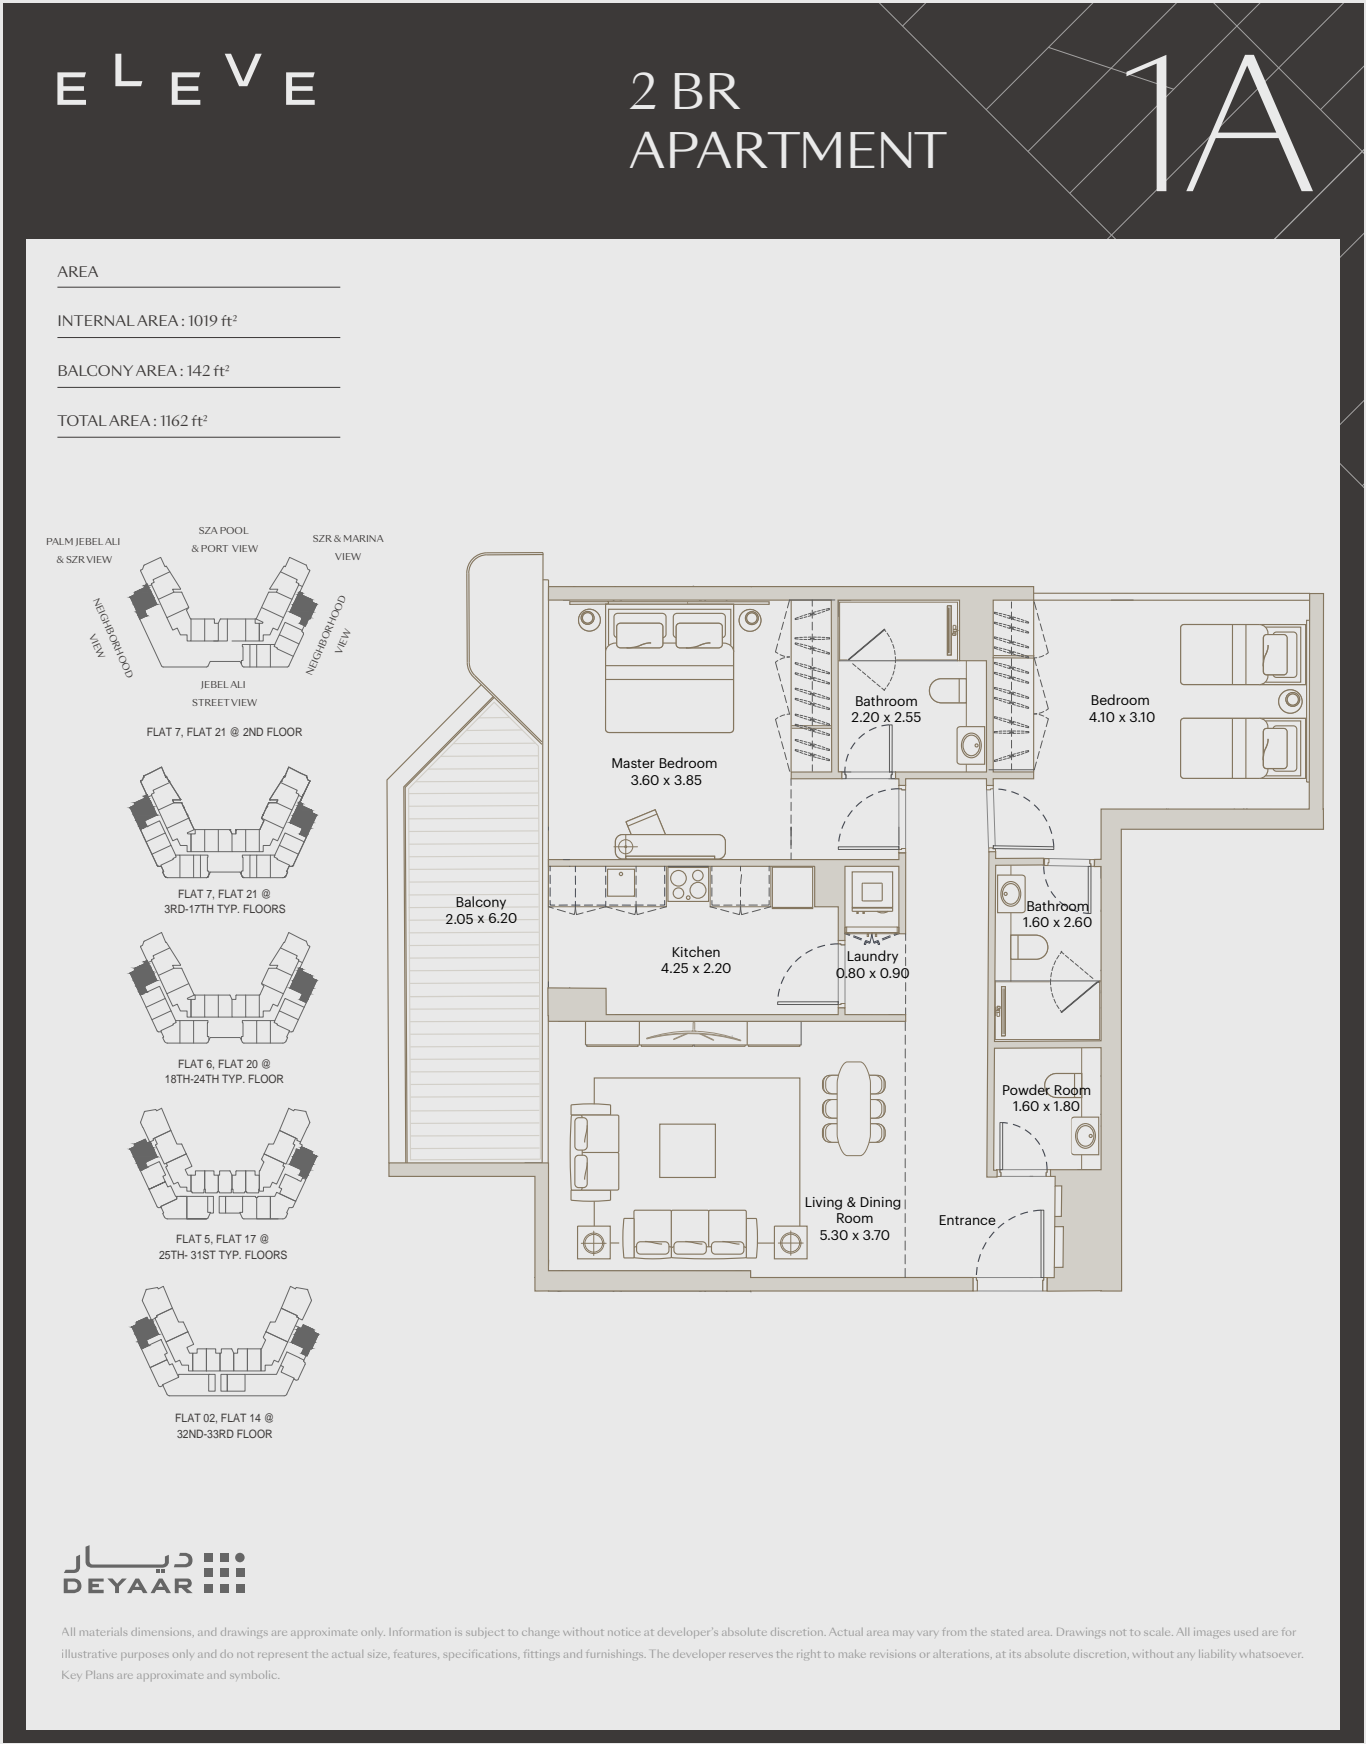 ELEVE
2 BR
APARTMENT
1A
AREA
INTERNAL AREA : 1019 ft²
BALCONY AREA : 142 ft²
TOTAL AREA : 1162 ft²
PALM JEBEL ALI
& SZR VIEW
SZA POOL
& PORT VIEW
SZR & MARINA
VIEW
NEIGHBORHOOD
VIEW
NEIGHBORHOOD
VIEW
JEBEL ALI
STREET VIEW
FLAT 7, FLAT 21 @ 2ND FLOOR
FLAT 7, FLAT 21 @
3RD-17TH TYP. FLOORS
FLAT 6, FLAT 20 @
18TH-24TH TYP. FLOOR
FLAT 5, FLAT 17 @
25TH- 31ST TYP. FLOORS
FLAT 02, FLAT 14 @
32ND-33RD FLOOR
Master Bedroom
3.60 x 3.85
Bathroom
2.20 x 2.55
Bedroom
4.10 x 3.10
Balcony
2.05 x 6.20
Kitchen
4.25 x 2.20
Laundry
0.80 x 0.90
Bathroom
1.60 x 2.60
Powder Room
1.60 x 1.80
Living & Dining
Room
5.30 x 3.70
Entrance
ديار
DEYAAR
All materials dimensions, and drawings are approximate only. Information is subject to change without notice at developer's absolute discretion. Actual area may vary from the stated area. Drawings not to scale. All images used are for
illustrative purposes only and do not represent the actual size, features, specifications, fittings and furnishings. The developer reserves the right to make revisions or alterations, at its absolute discretion, without any liability whatsoever.
Key Plans are approximate and symbolic.